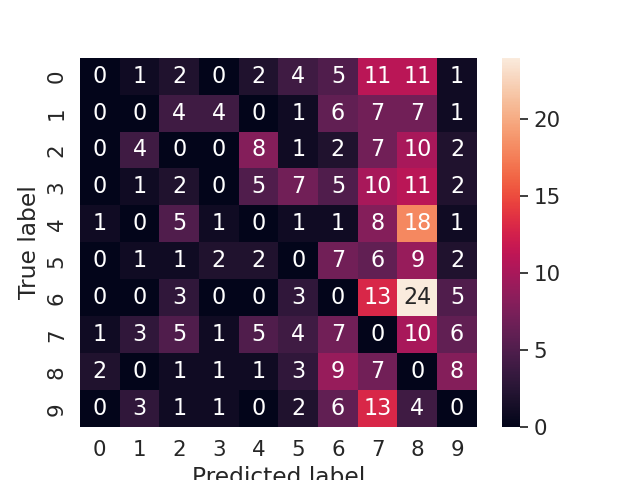 0 0 1 2 0 2 4 5 11 11 1
1 0 0 4 4 0 1 6 7 7 1
2 0 4 0 0 8 1 2 7 10 2
3 0 1 2 0 5 7 5 10 11 2
4 1 0 5 1 0 1 1 8 18 1
5 0 1 1 2 2 0 7 6 9 2
6 0 0 3 0 0 3 0 13 24 5
7 1 3 5 1 5 4 7 0 10 6
8 2 0 1 1 1 3 9 7 0 8
9 0 3 1 1 0 2 6 13 4 0
0 1 2 3 4 5 6 7 8 9
Predicted label
True label
20
15
10
5
0